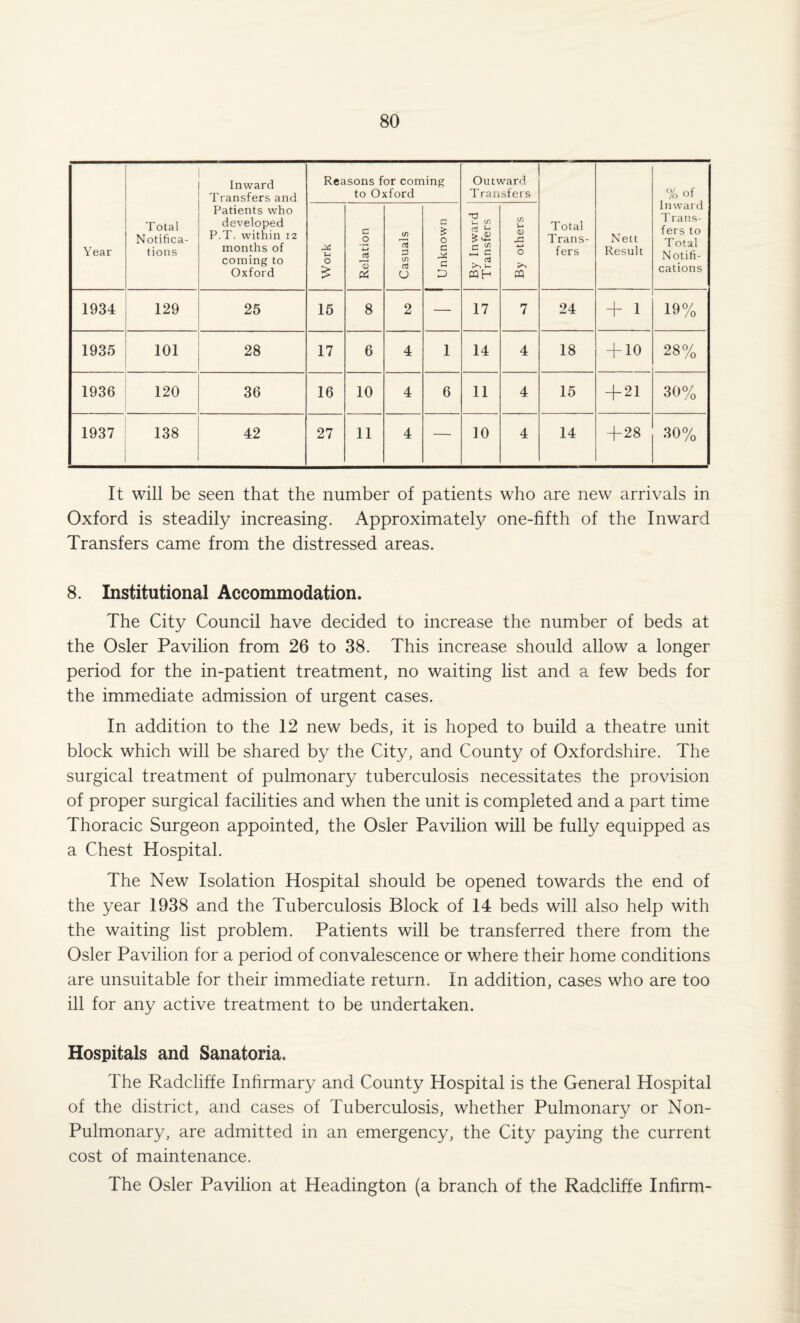 80
Year | Total Notifications | Inward Transfers and Patients who developed P.T. within 12 months of coming to Oxford | Reasons for coming to Oxford: Work | Relation | Casuals | Unknown | Outward Transfers: By Inward Transfers | By others | Total Transfers | Nett Result | % of Inward Transfers to Total Notifications
1934 | 129 | 25 | 15 | 8 | 2 | — | 17 | 7 | 24 | + 1 | 19%
1935 | 101 | 28 | 17 | 6 | 4 | 1 | 14 | 4 | 18 | +10 | 28%
1936 | 120 | 36 | 16 | 10 | 4 | 6 | 11 | 4 | 15 | +21 | 30%
1937 | 138 | 42 | 27 | 11 | 4 | — | 10 | 4 | 14 | +28 | 30%
It will be seen that the number of patients who are new arrivals in
Oxford is steadily increasing. Approximately one-fifth of the Inward
Transfers came from the distressed areas.
8. Institutional Accommodation.
The City Council have decided to increase the number of beds at
the Osler Pavilion from 26 to 38. This increase should allow a longer
period for the in-patient treatment, no waiting list and a few beds for
the immediate admission of urgent cases.
In addition to the 12 new beds, it is hoped to build a theatre unit
block which will be shared by the City, and County of Oxfordshire. The
surgical treatment of pulmonary tuberculosis necessitates the provision
of proper surgical facilities and when the unit is completed and a part time
Thoracic Surgeon appointed, the Osler Pavilion will be fully equipped as
a Chest Hospital.
The New Isolation Hospital should be opened towards the end of
the year 1938 and the Tuberculosis Block of 14 beds will also help with
the waiting list problem. Patients will be transferred there from the
Osler Pavilion for a period of convalescence or where their home conditions
are unsuitable for their immediate return. In addition, cases who are too
ill for any active treatment to be undertaken.
Hospitals and Sanatoria.
The Radcliffe Infirmary and County Hospital is the General Hospital
of the district, and cases of Tuberculosis, whether Pulmonary or Non-
Pulmonary, are admitted in an emergency, the City paying the current
cost of maintenance.
The Osler Pavilion at Headington (a branch of the Radcliffe Infirm-